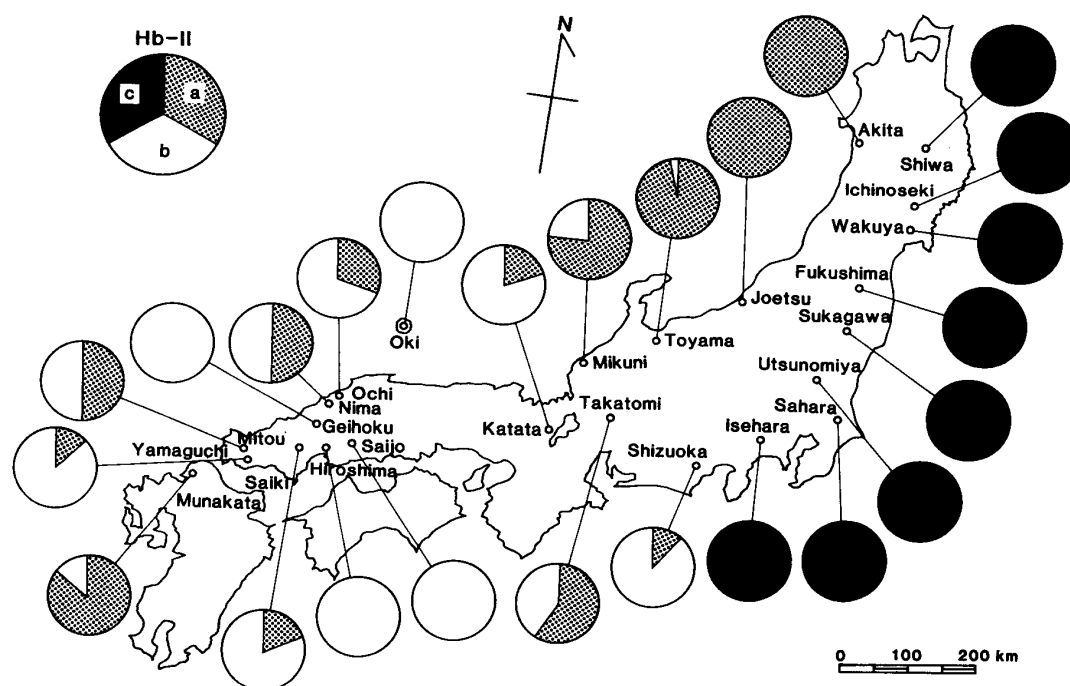 Hb-II
c
a
b
N
Akita
Shiwa
Ichinoseki
Wakuya
Fukushima
Sukagawa
Utsunomiya
Sahara
Isehara
Joetsu
Toyama
Mikuni
Takatomi
Katata
Shizuoka
Oki
Ochi
Nima
Geihoku
Mitou
Saijo
Yamaguchi
Hiroshima
Saiki
Munakata
0 100 200 km